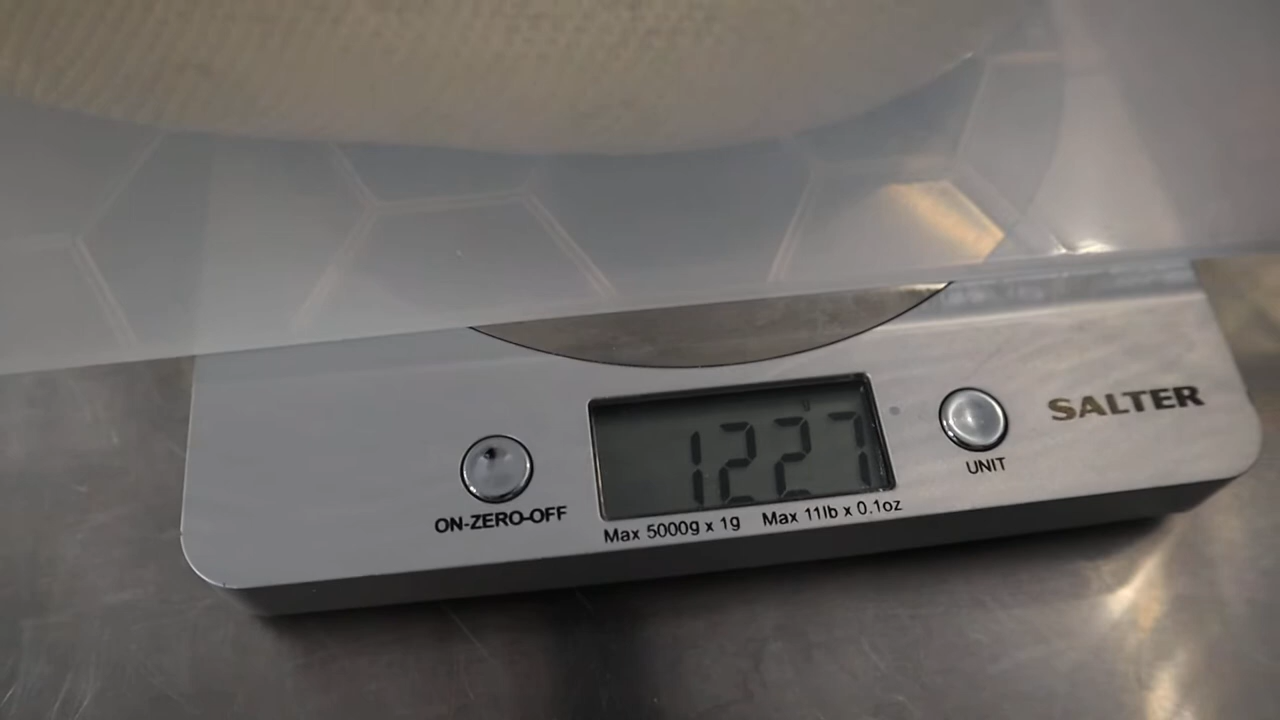 1227
SALTER
UNIT
ON-ZERO-OFF
Max 5000g x 1g Max 11lb x 0.1oz